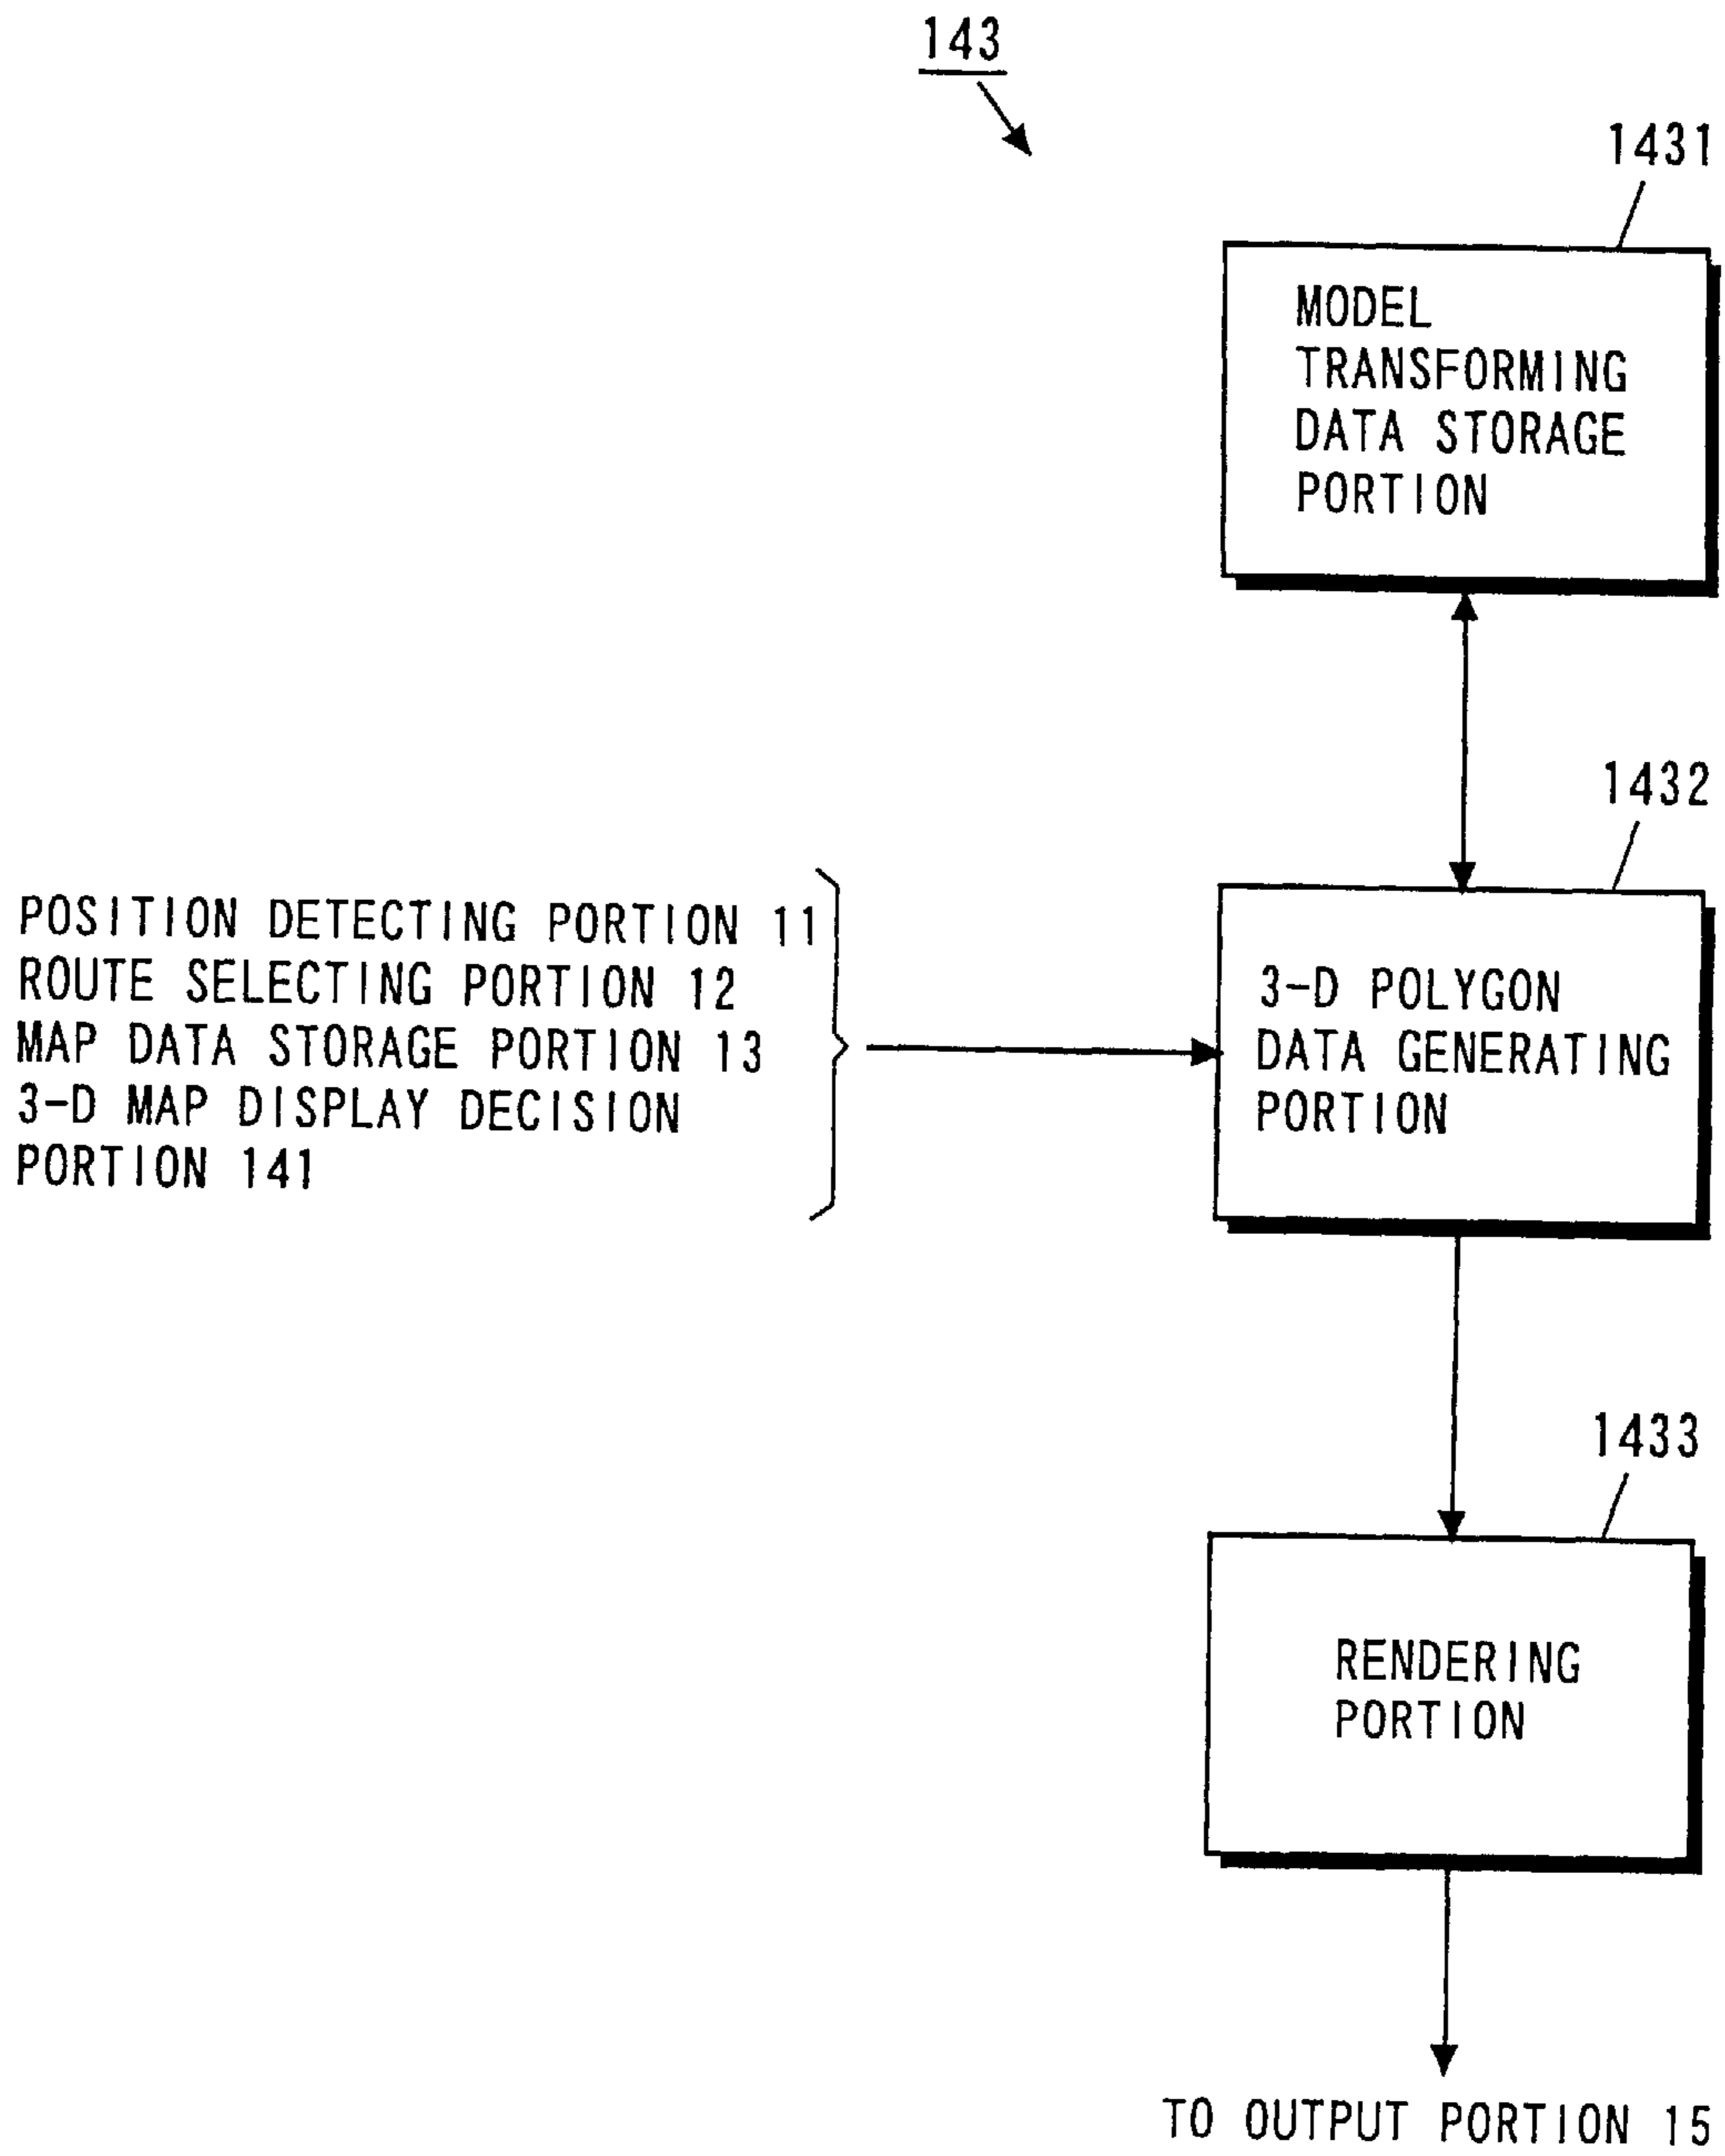 143
1431
MODEL
TRANSFORMING
DATA STORAGE
PORTION
1432
POSITION DETECTING PORTION 11
ROUTE SELECTING PORTION 12
MAP DATA STORAGE PORTION 13
3-D MAP DISPLAY DECISION
PORTION 141
3-D POLYGON
DATA GENERATING
PORTION
1433
RENDERING
PORTION
TO OUTPUT PORTION 15